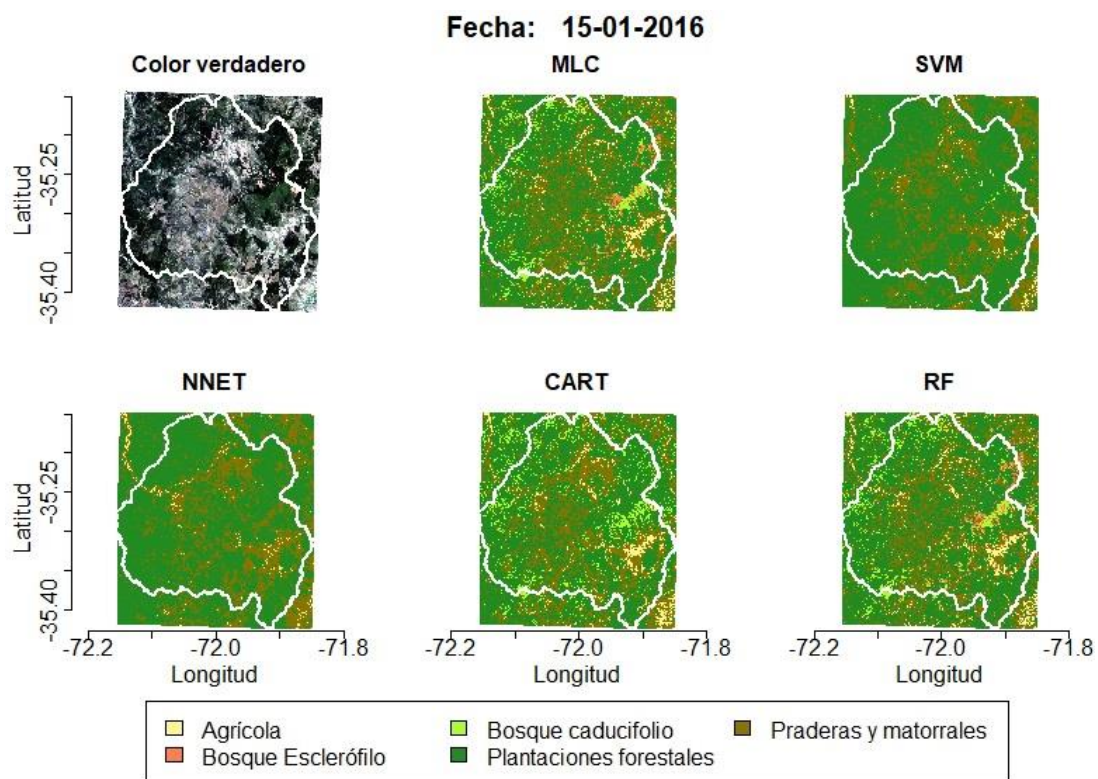 Fecha: 15-01-2016
Color verdadero MLC SVM
Latitud
-35.25
-35.40
NNET CART RF
Latitud
-35.25
-35.40
-72.2 -72.0 -71.8 -72.2 -72.0 -71.8 -72.2 -72.0 -71.8
Longitud Longitud Longitud
Agrícola Bosque caducifolio Praderas y matorrales
Bosque Esclerófilo Plantaciones forestales